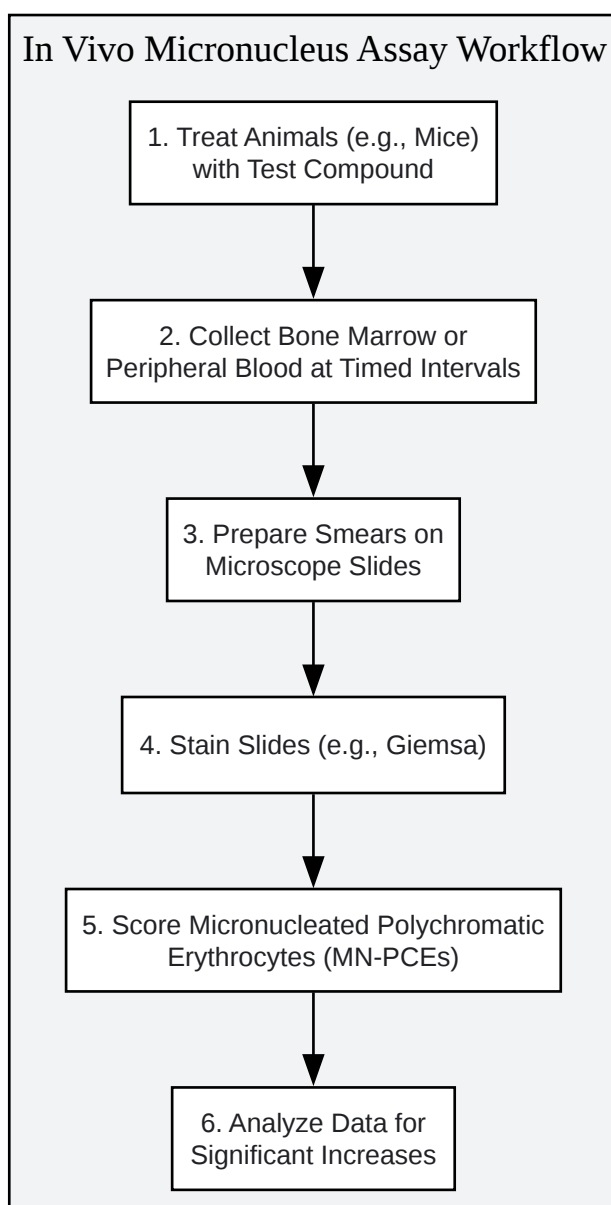 In Vivo Micronucleus Assay Workflow
1. Treat Animals (e.g., Mice)
with Test Compound
2. Collect Bone Marrow or
Peripheral Blood at Timed Intervals
3. Prepare Smears on
Microscope Slides
4. Stain Slides (e.g., Giemsa)
5. Score Micronucleated Polychromatic
Erythrocytes (MN-PCEs)
6. Analyze Data for
Significant Increases